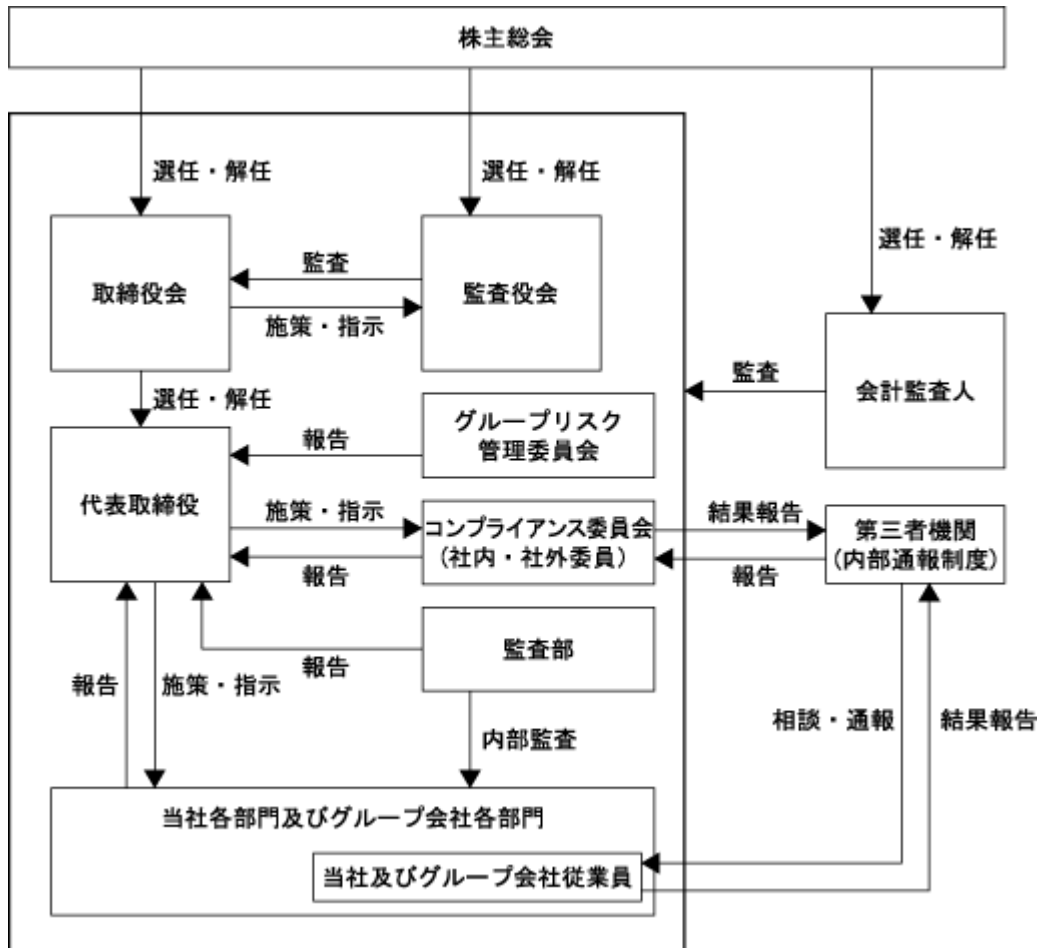 株主総会
選任・解任
選任・解任
選任・解任
取締役会
監査
施策・指示
監査役会
会計監査人
監査
選任・解任
グループリスク
管理委員会
報告
代表取締役
施策・指示
報告
コンプライアンス委員会
(社内・社外委員)
結果報告
報告
第三者機関
(内部通報制度)
監査部
報告
報告
施策・指示
内部監査
相談・通報
結果報告
当社各部門及びグループ会社各部門
当社及びグループ会社従業員